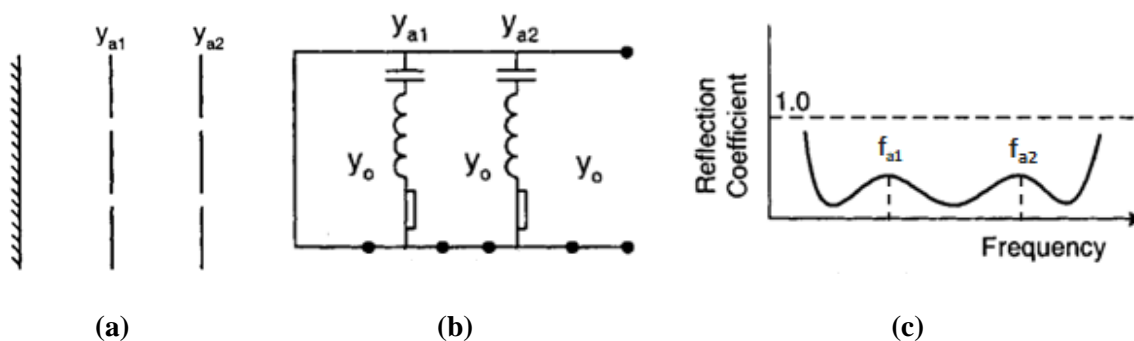 y_a1 y_a2
(a)
y_a1 y_a2
y_o y_o y_o
(b)
1.0
f_a1 f_a2
Reflection
Coefficient
Frequency
(c)